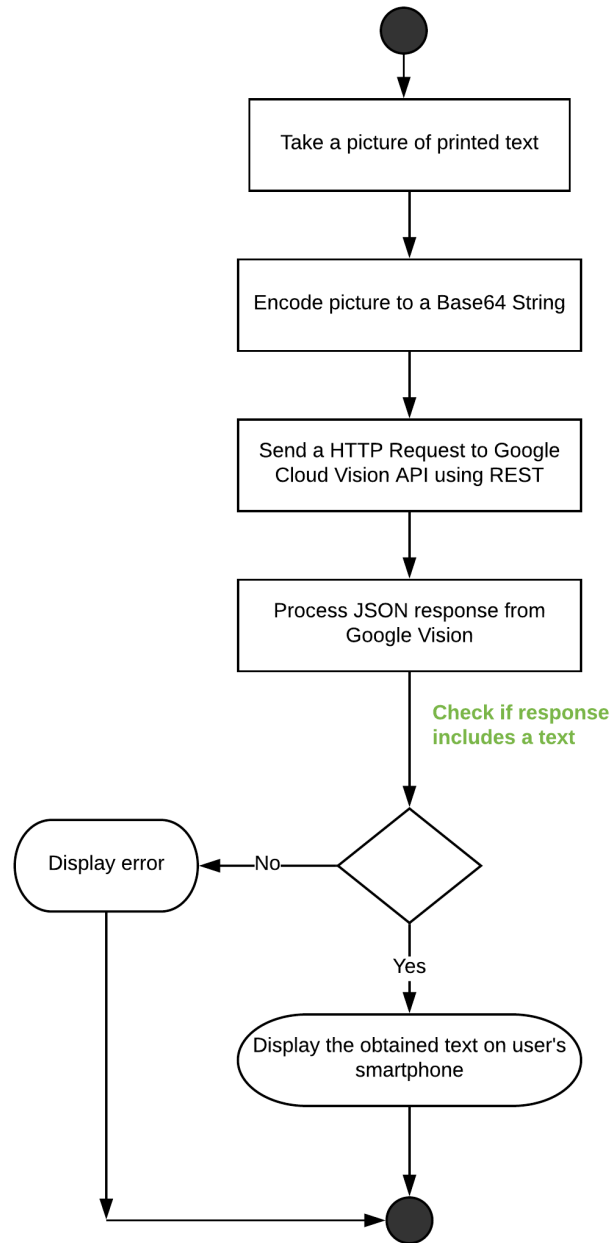 Take a picture of printed text
Encode picture to a Base64 String
Send a HTTP Request to Google
Cloud Vision API using REST
Process JSON response from
Google Vision
Check if response
includes a text
Display error
No
Yes
Display the obtained text on user's
smartphone